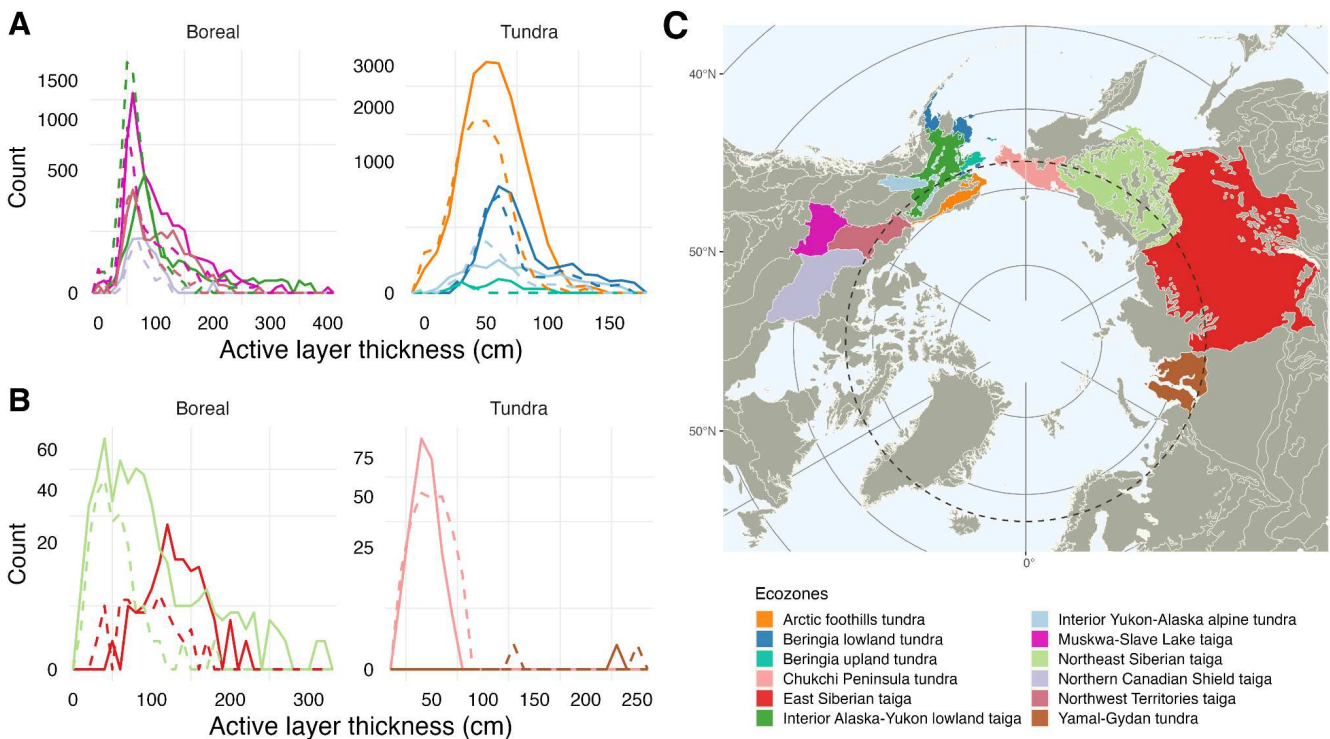 A
Boreal
Tundra
1500
1000
500
0
Count
3000
2000
1000
0
0 100 200 300 400
0 50 100 150
Active layer thickness (cm)
B
Boreal
Tundra
60
40
20
0
Count
75
50
25
0
0 100 200 300
50 100 150 200 250
Active layer thickness (cm)
C
40°N
50°N
50°N
0°
Ecozones
Arctic foothills tundra
Beringia lowland tundra
Beringia upland tundra
Chukchi Peninsula tundra
East Siberian taiga
Interior Alaska-Yukon lowland taiga
Interior Yukon-Alaska alpine tundra
Muskwa-Slave Lake taiga
Northeast Siberian taiga
Northern Canadian Shield taiga
Northwest Territories taiga
Yamal-Gydan tundra